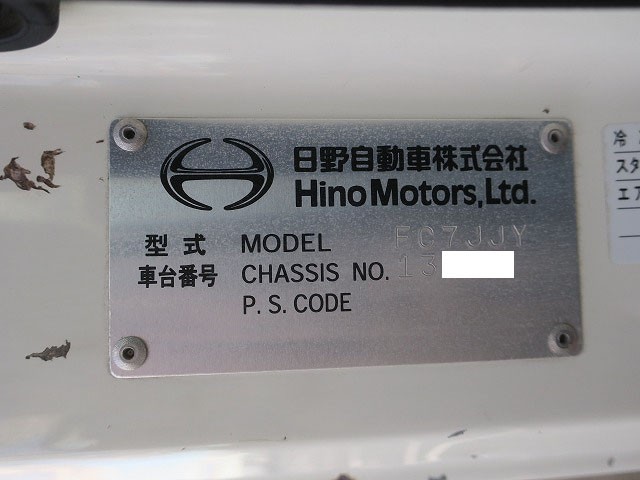 日野自動車株式会社
Hino Motors, Ltd.
型式 MODEL FC7JJY
車台番号 CHASSIS NO. 13
P.S.CODE
冷
スタ
エア